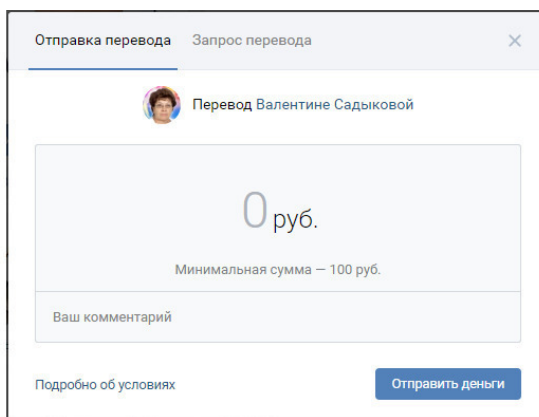 Отправка перевода Запрос перевода
Перевод Валентине Садыковой
0 руб.
Минимальная сумма — 100 руб.
Ваш комментарий
Подробно об условиях Отправить деньги